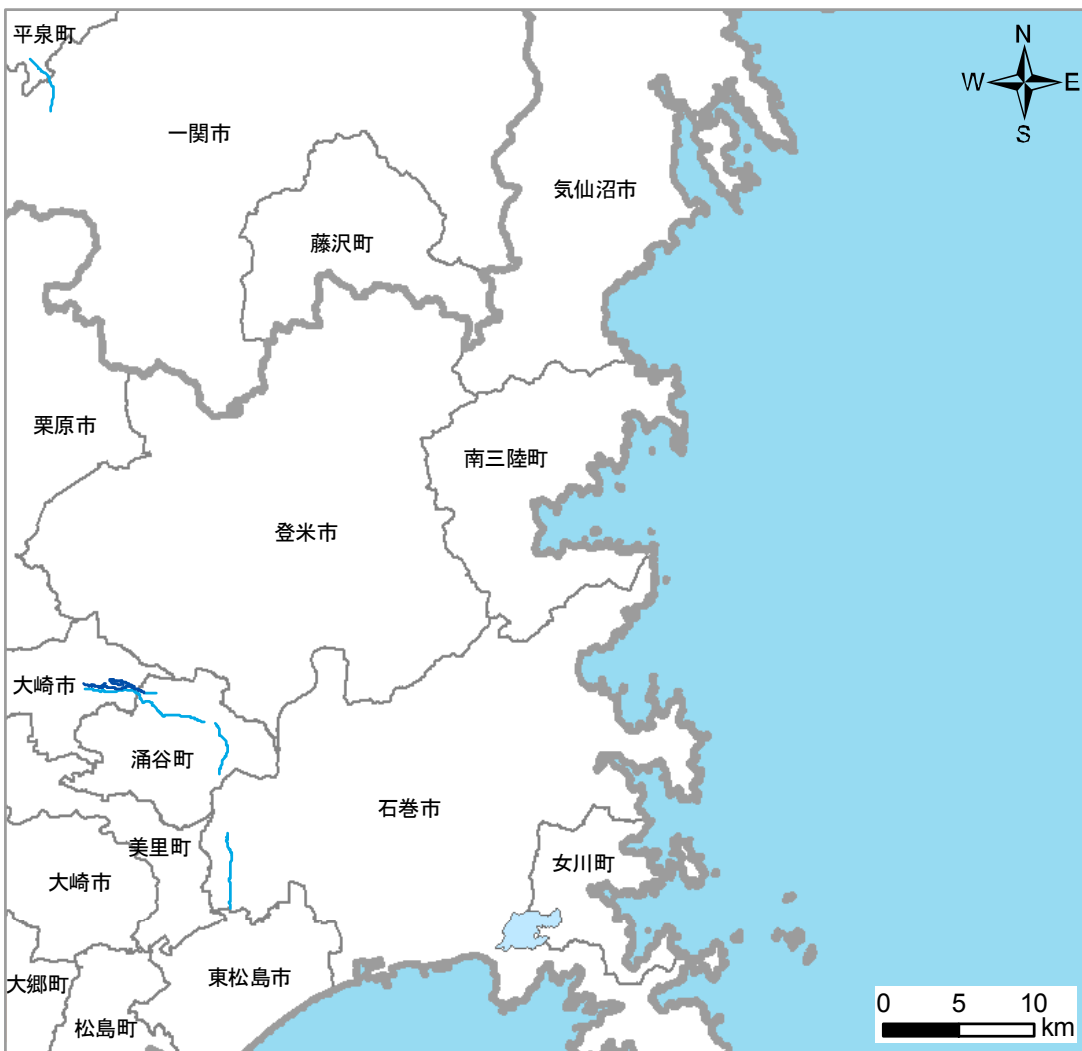 平泉町
N
W
E
S
一関市
気仙沼市
藤沢町
栗原市
南三陸町
登米市
大崎市
涌谷町
石巻市
美里町
女川町
大崎市
大郷町
東松島市
松島町
0 5 10
km